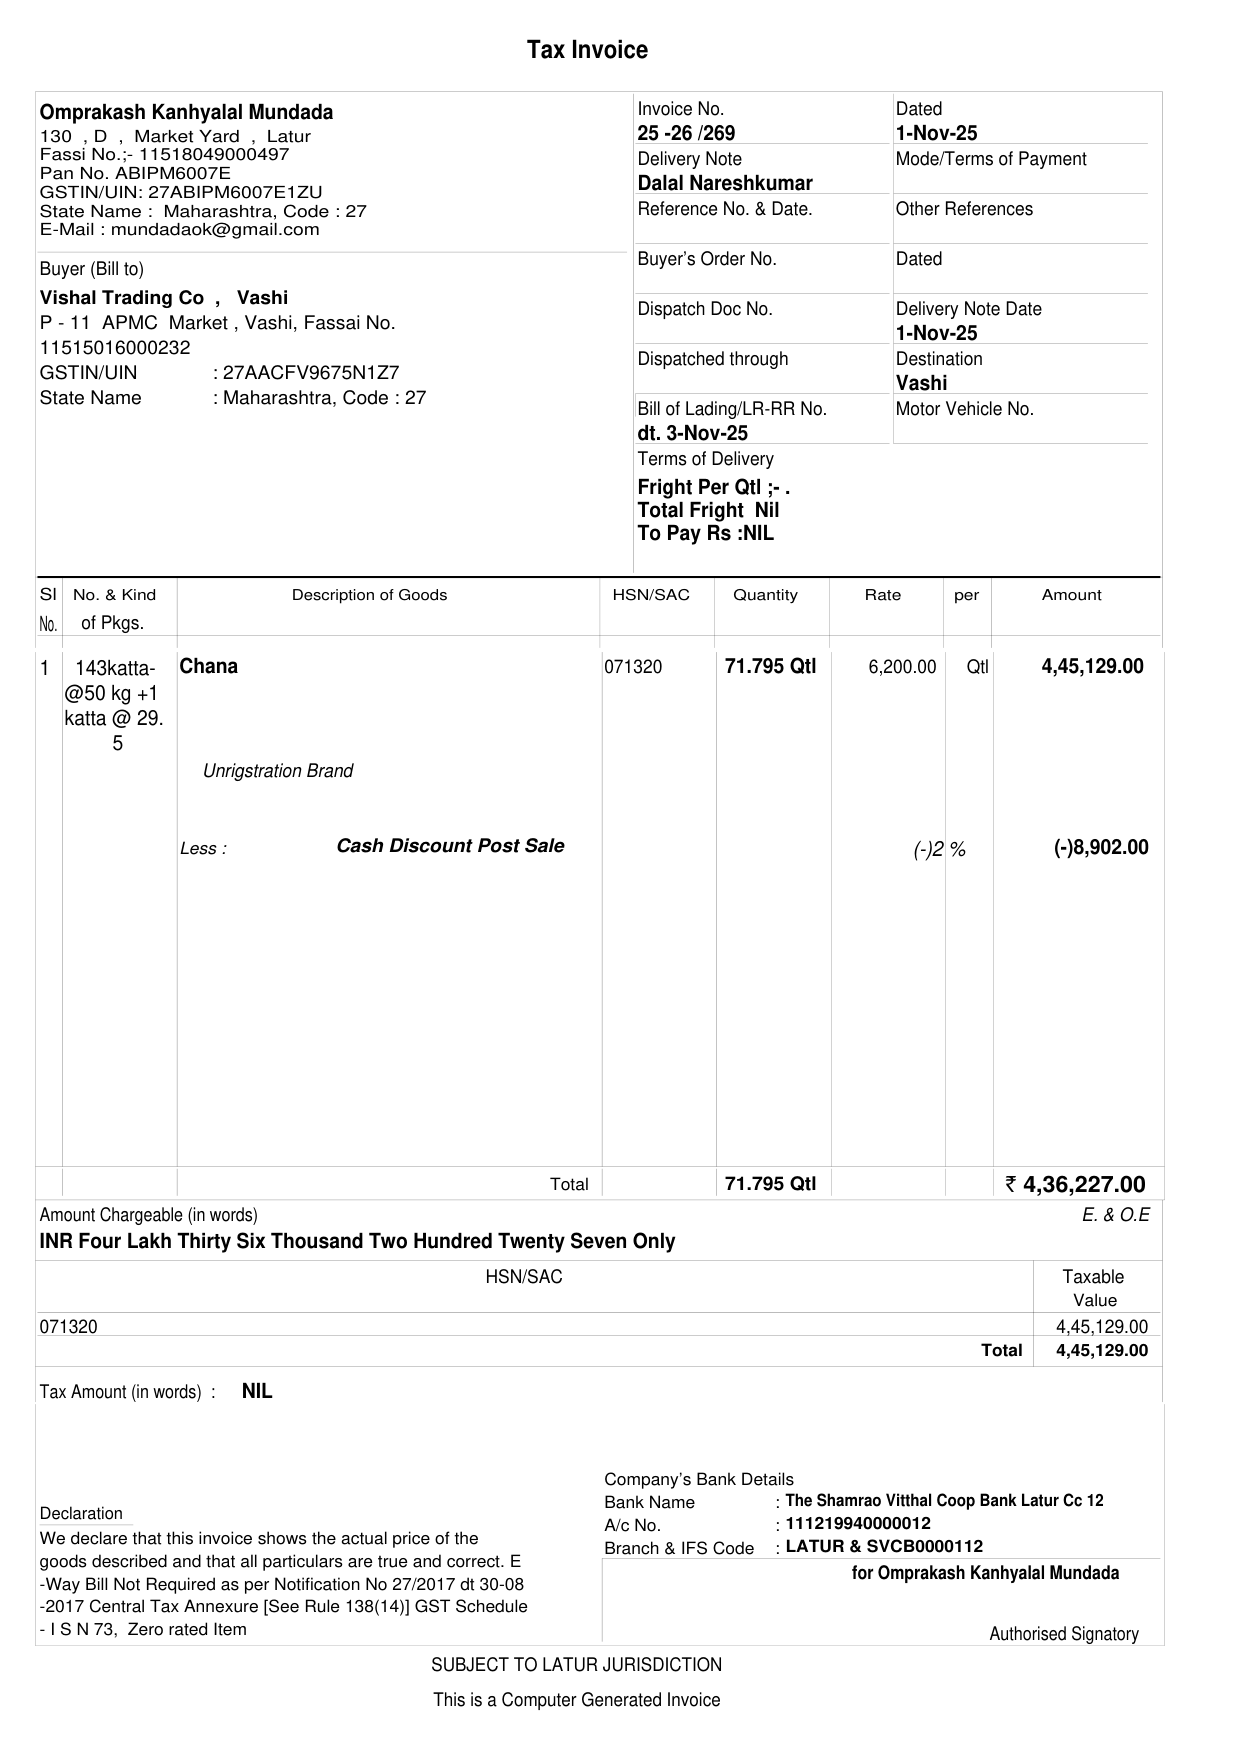 Tax Invoice
Omprakash Kanhyalal Mundada
130 , D , Market Yard , Latur
Fassi No.;- 11518049000497
Pan No. ABIPM6007E
GSTIN/UIN: 27ABIPM6007E1ZU
State Name : Maharashtra, Code : 27
E-Mail : mundadaok@gmail.com
Buyer (Bill to)
Vishal Trading Co , Vashi
P - 11 APMC Market , Vashi, Fassai No.
11515016000232
GSTIN/UIN : 27AACFV9675N1Z7
State Name : Maharashtra, Code : 27
Invoice No. Dated
25 -26 /269 1-Nov-25
Delivery Note Mode/Terms of Payment
Dalal Nareshkumar
Reference No. & Date. Other References
Buyer's Order No. Dated
Dispatch Doc No. Delivery Note Date
1-Nov-25
Dispatched through Destination
Vashi
Bill of Lading/LR-RR No. Motor Vehicle No.
dt. 3-Nov-25
Terms of Delivery
Fright Per Qtl ;- .
Total Fright Nil
To Pay Rs :NIL
Sl No. & Kind Description of Goods HSN/SAC Quantity Rate per Amount
No. of Pkgs.
1 143katta- Chana 071320 71.795 Qtl 6,200.00 Qtl 4,45,129.00
@50 kg +1
katta @ 29.
5
Unrigstration Brand
Less : Cash Discount Post Sale (-)2 % (-)8,902.00
Total 71.795 Qtl ₹ 4,36,227.00
Amount Chargeable (in words) E. & O.E
INR Four Lakh Thirty Six Thousand Two Hundred Twenty Seven Only
HSN/SAC Taxable
Value
071320 4,45,129.00
Total 4,45,129.00
Tax Amount (in words) : NIL
Company's Bank Details
Bank Name : The Shamrao Vitthal Coop Bank Latur Cc 12
A/c No. : 111219940000012
Branch & IFS Code : LATUR & SVCB0000112
Declaration
We declare that this invoice shows the actual price of the
goods described and that all particulars are true and correct. E
-Way Bill Not Required as per Notification No 27/2017 dt 30-08
-2017 Central Tax Annexure [See Rule 138(14)] GST Schedule
- I S N 73, Zero rated Item
for Omprakash Kanhyalal Mundada
Authorised Signatory
SUBJECT TO LATUR JURISDICTION
This is a Computer Generated Invoice